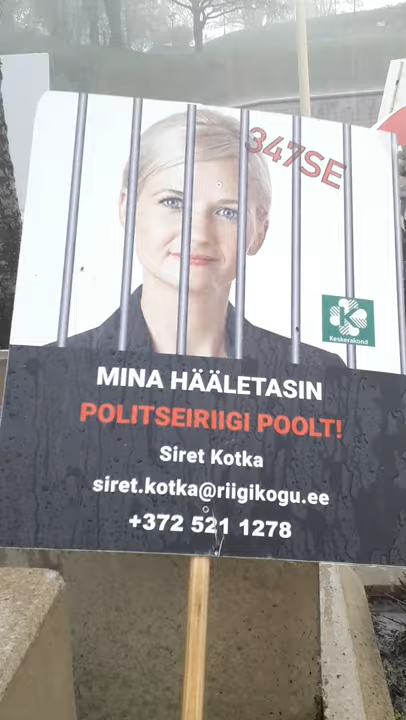 347SE
Keskerakond
MINA HÄÄLETASIN
POLITSEIRIIGI POOLT!
Siret Kotka
siret.kotka@riigikogu.ee
+372 521 1278